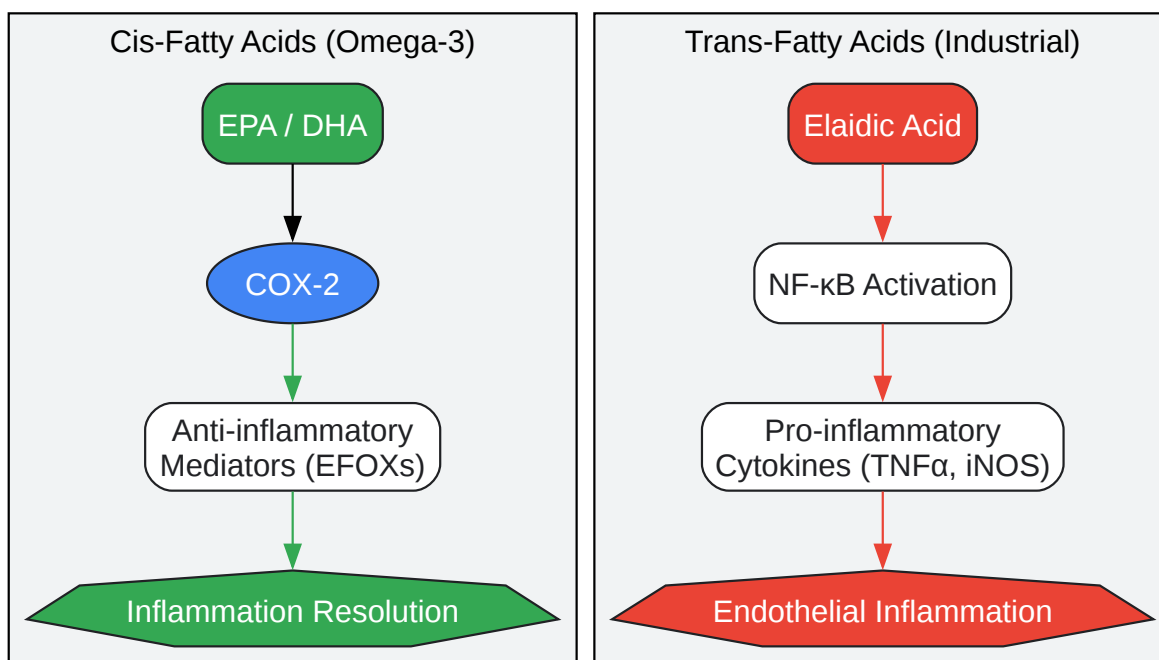 Cis-Fatty Acids (Omega-3)
EPA / DHA
COX-2
Anti-inflammatory
Mediators (EFOXs)
Inflammation Resolution
Trans-Fatty Acids (Industrial)
Elaidic Acid
NF-κB Activation
Pro-inflammatory
Cytokines (TNFα, iNOS)
Endothelial Inflammation